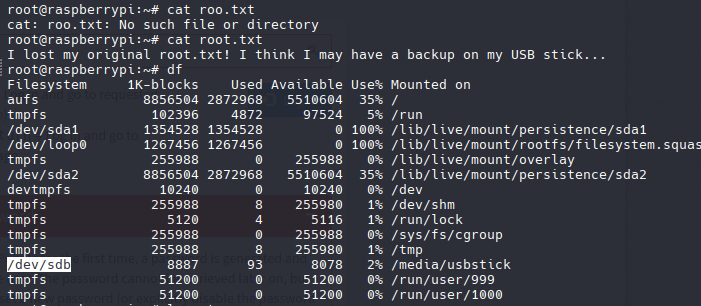 root@raspberrypi:~# cat roo.txt
cat: roo.txt: No such file or directory
root@raspberrypi:~# cat root.txt
I lost my original root.txt! I think I may have a backup on my USB stick...
root@raspberrypi:~# df
Filesystem     1K-blocks    Used Available Use% Mounted on
aufs             8856504 2872968   5510604  35% /
tmpfs             102396    4872     97524   5% /run
/dev/sda1        1354528 1354528         0 100% /lib/live/mount/persistence/sda1
/dev/loop0       1267456 1267456         0 100% /lib/live/mount/rootfs/filesystem.squas
tmpfs             255988       0    255988   0% /lib/live/mount/overlay
/dev/sda2        8856504 2872968   5510604  35% /lib/live/mount/persistence/sda2
devtmpfs           10240       0     10240   0% /dev
tmpfs             255988       8    255980   1% /dev/shm
tmpfs               5120       4      5116   1% /run/lock
tmpfs             255988       0    255988   0% /sys/fs/cgroup
tmpfs             255988       8    255980   1% /tmp
/dev/sdb            8887      93      8078   2% /media/usbstick
tmpfs              51200       0     51200   0% /run/user/999
tmpfs              51200       0     51200   0% /run/user/1000